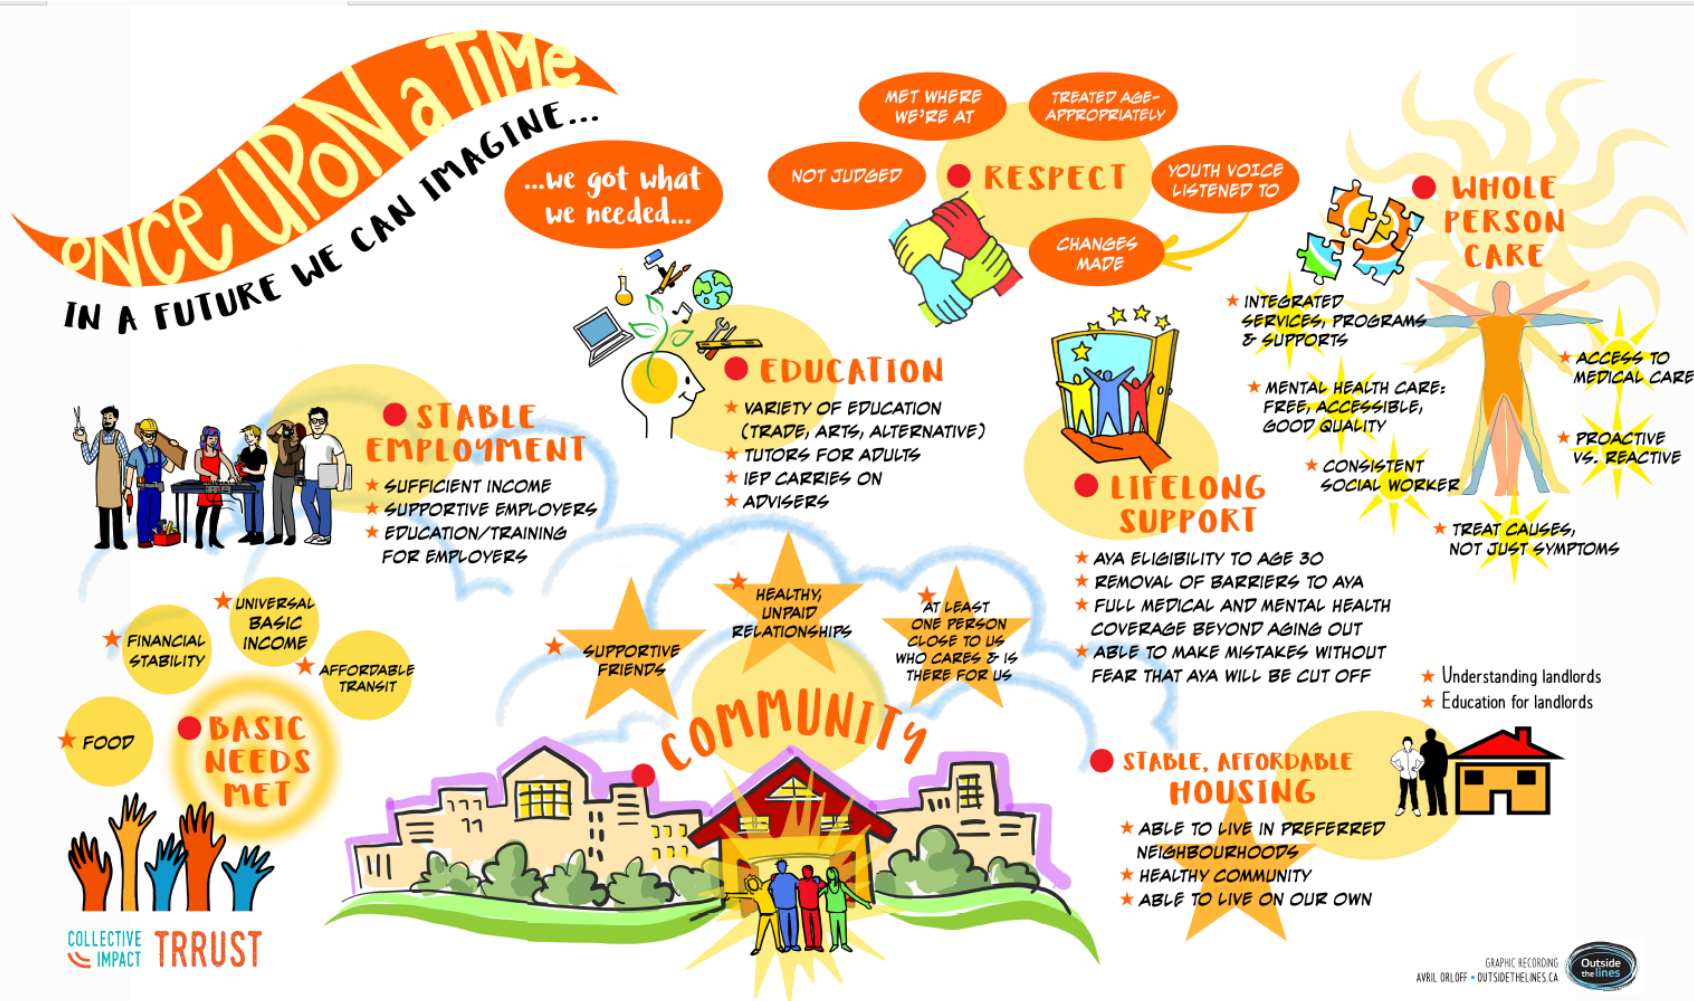 ONCE UPON a TiMe
IN A FUTURE WE CAN IMAGINE...
...we got what
we needed...
MET WHERE
WE'RE AT
TREATED AGE-
APPROPRIATELY
NOT JUDGED
RESPECT
YOUTH VOICE
LISTENED TO
CHANGES
MADE
WHOLE
PERSON
CARE
INTEGRATED
SERVICES, PROGRAMS
& SUPPORTS
MENTAL HEALTH CARE:
FREE, ACCESSIBLE,
GOOD QUALITY
CONSISTENT
SOCIAL WORKER
ACCESS TO
MEDICAL CARE
PROACTIVE
VS. REACTIVE
TREAT CAUSES,
NOT JUST SYMPTOMS
EDUCATION
VARIETY OF EDUCATION
(TRADE, ARTS, ALTERNATIVE)
TUTORS FOR ADULTS
IEP CARRIES ON
ADVISERS
STABLE
EMPLOYMENT
SUFFICIENT INCOME
SUPPORTIVE EMPLOYERS
EDUCATION/TRAINING
FOR EMPLOYERS
LIFELONG
SUPPORT
AYA ELIGIBILITY TO AGE 30
REMOVAL OF BARRIERS TO AYA
FULL MEDICAL AND MENTAL HEALTH
COVERAGE BEYOND AGING OUT
ABLE TO MAKE MISTAKES WITHOUT
FEAR THAT AYA WILL BE CUT OFF
UNIVERSAL
BASIC
INCOME
FINANCIAL
STABILITY
AFFORDABLE
TRANSIT
FOOD
BASIC
NEEDS
MET
SUPPORTIVE
FRIENDS
HEALTHY,
UNPAID
RELATIONSHIPS
AT LEAST
ONE PERSON
CLOSE TO US
WHO CARES & IS
THERE FOR US
COMMUNITY
Understanding landlords
Education for landlords
STABLE, AFFORDABLE
HOUSING
ABLE TO LIVE IN PREFERRED
NEIGHBOURHOODS
HEALTHY COMMUNITY
ABLE TO LIVE ON OUR OWN
COLLECTIVE
IMPACT
TRRUST
GRAPHIC RECORDING
AVRIL ORLOFF • OUTSIDETHELINES.CA
Outside
the lines